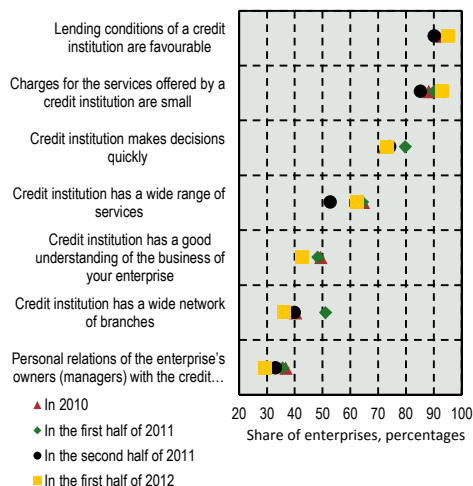 Lending conditions of a credit
institution are favourable
Charges for the services offered by a
credit institution are small
Credit institution makes decisions
quickly
Credit institution has a wide range of
services
Credit institution has a good
understanding of the business of
your enterprise
Credit institution has a wide network
of branches
Personal relations of the enterprise's
owners (managers) with the credit…
20 30 40 50 60 70 80 90 100
Share of enterprises, percentages
In 2010
In the first half of 2011
In the second half of 2011
In the first half of 2012